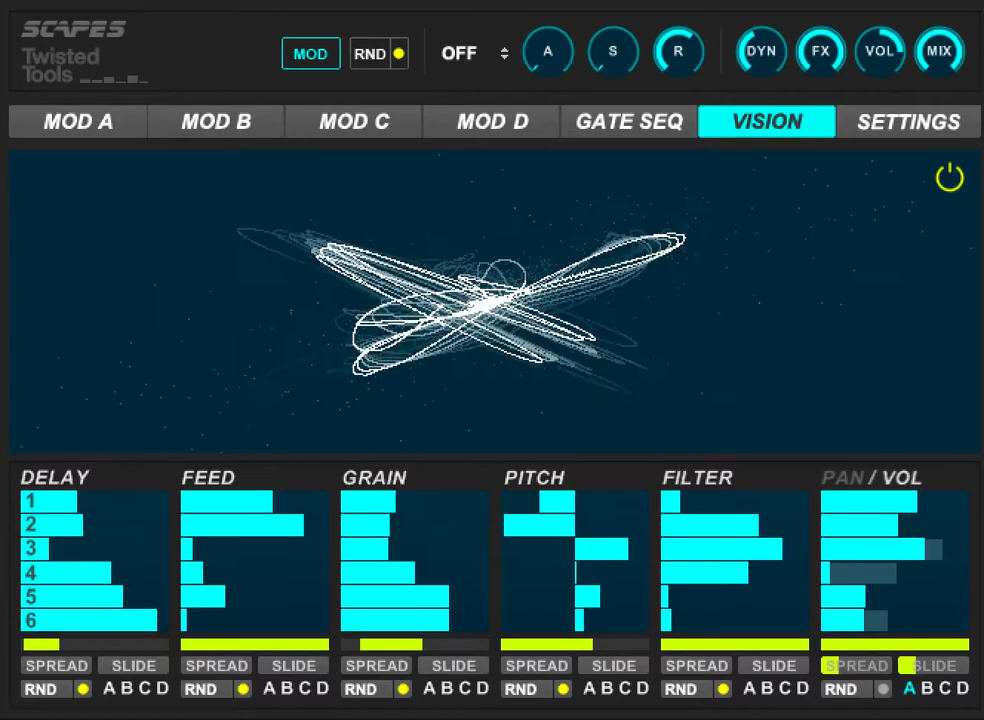 SCAPES
Twisted
Tools
MOD RND OFF A S R DYN FX VOL MIX
MOD A MOD B MOD C MOD D GATE SEQ VISION SETTINGS
DELAY FEED GRAIN PITCH FILTER PAN / VOL
1
2
3
4
5
6
SPREAD SLIDE SPREAD SLIDE SPREAD SLIDE SPREAD SLIDE SPREAD SLIDE SPREAD SLIDE
RND A B C D RND A B C D RND A B C D RND A B C D RND A B C D RND A B C D